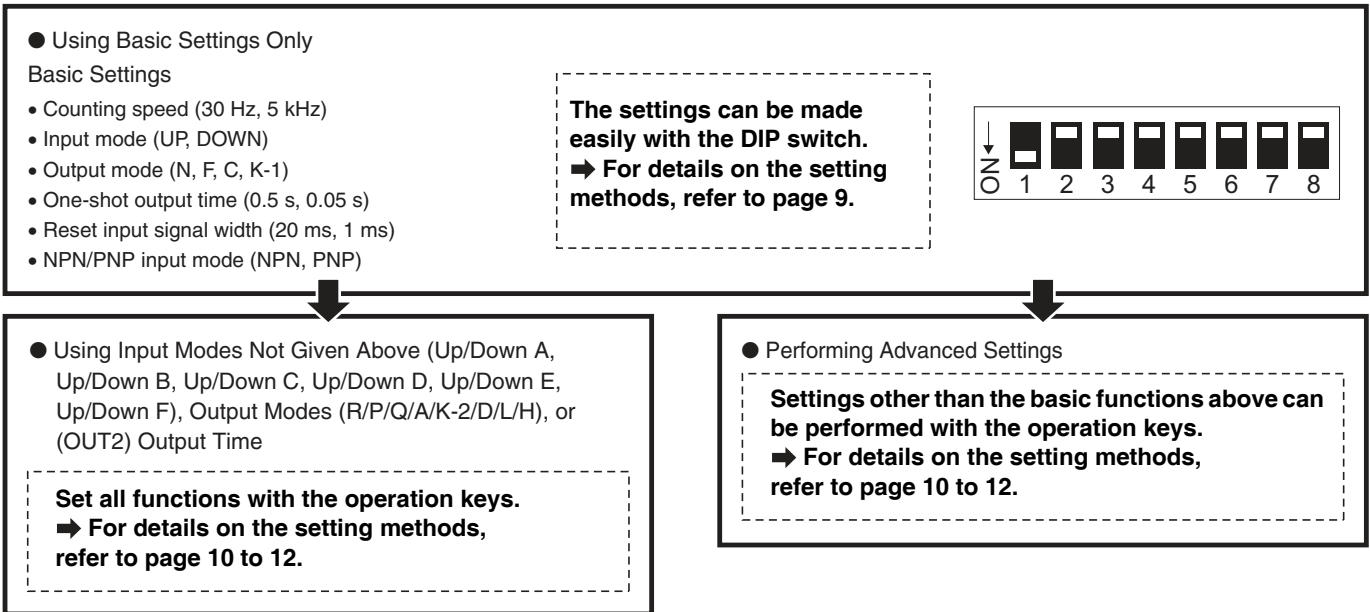 ● Using Basic Settings Only
Basic Settings
• Counting speed (30 Hz, 5 kHz)
• Input mode (UP, DOWN)
• Output mode (N, F, C, K-1)
• One-shot output time (0.5 s, 0.05 s)
• Reset input signal width (20 ms, 1 ms)
• NPN/PNP input mode (NPN, PNP)
The settings can be made
easily with the DIP switch.
➡ For details on the setting
methods, refer to page 9.
ON
1 2 3 4 5 6 7 8
● Using Input Modes Not Given Above (Up/Down A,
Up/Down B, Up/Down C, Up/Down D, Up/Down E,
Up/Down F), Output Modes (R/P/Q/A/K-2/D/L/H), or
(OUT2) Output Time
Set all functions with the operation keys.
➡ For details on the setting methods,
refer to page 10 to 12.
● Performing Advanced Settings
Settings other than the basic functions above can
be performed with the operation keys.
➡ For details on the setting methods,
refer to page 10 to 12.